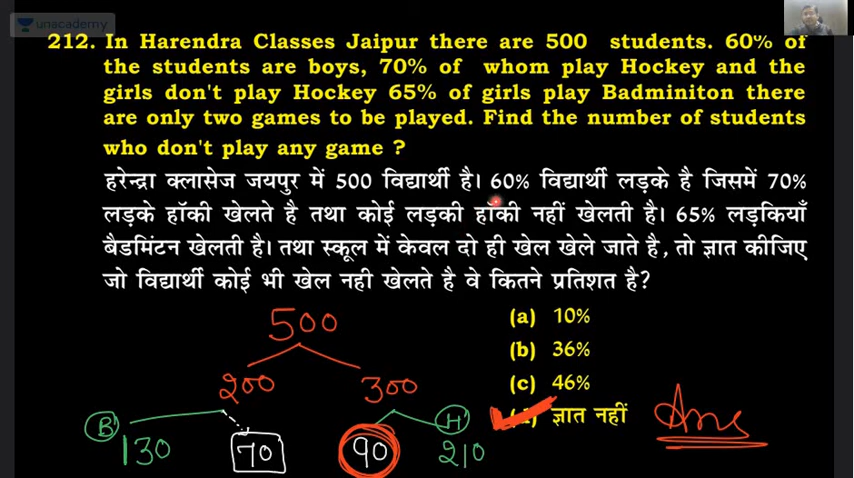 unacademy
212. In Harendra Classes Jaipur there are 500 students. 60% of
the students are boys, 70% of whom play Hockey and the
girls don't play Hockey 65% of girls play Badminiton there
are only two games to be played. Find the number of students
who don't play any game ?
हरेन्द्रा क्लासेज जयपुर में 500 विद्यार्थी है। 60% विद्यार्थी लड़के है जिसमें 70%
लड़के हॉकी खेलते है तथा कोई लड़की हॉकी नहीं खेलती है। 65% लड़कियाँ
बैडमिंटन खेलती है। तथा स्कूल में केवल दो ही खेल खेले जाते है, तो ज्ञात कीजिए
जो विद्यार्थी कोई भी खेल नही खेलते है वे कितने प्रतिशत है?
(a) 10%
(b) 36%
(c) 46%
ज्ञात नहीं
Ans
500
200 300
B H
130 70 90 210